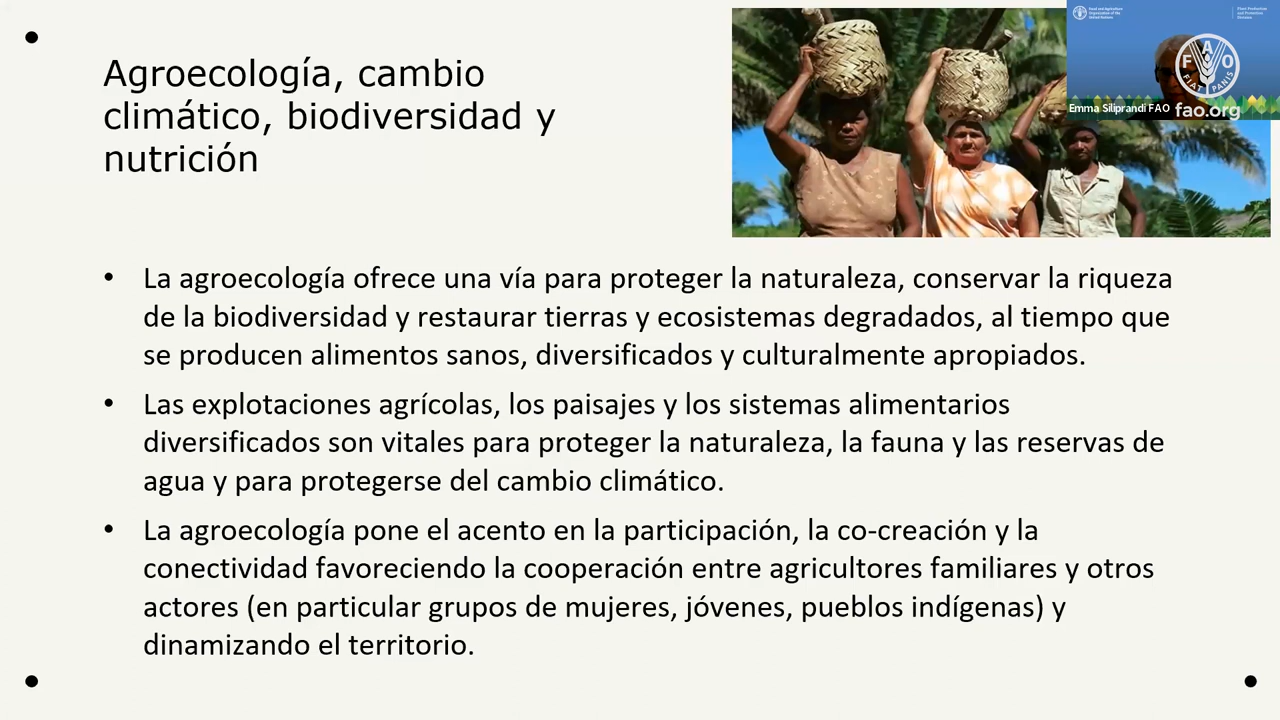 Agroecología, cambio
climático, biodiversidad y
nutrición
Emma Siliprandi FAO
FAO
FIAT PANIS
fao.org
• La agroecología ofrece una vía para proteger la naturaleza, conservar la riqueza
de la biodiversidad y restaurar tierras y ecosistemas degradados, al tiempo que
se producen alimentos sanos, diversificados y culturalmente apropiados.
• Las explotaciones agrícolas, los paisajes y los sistemas alimentarios
diversificados son vitales para proteger la naturaleza, la fauna y las reservas de
agua y para protegerse del cambio climático.
• La agroecología pone el acento en la participación, la co-creación y la
conectividad favoreciendo la cooperación entre agricultores familiares y otros
actores (en particular grupos de mujeres, jóvenes, pueblos indígenas) y
dinamizando el territorio.